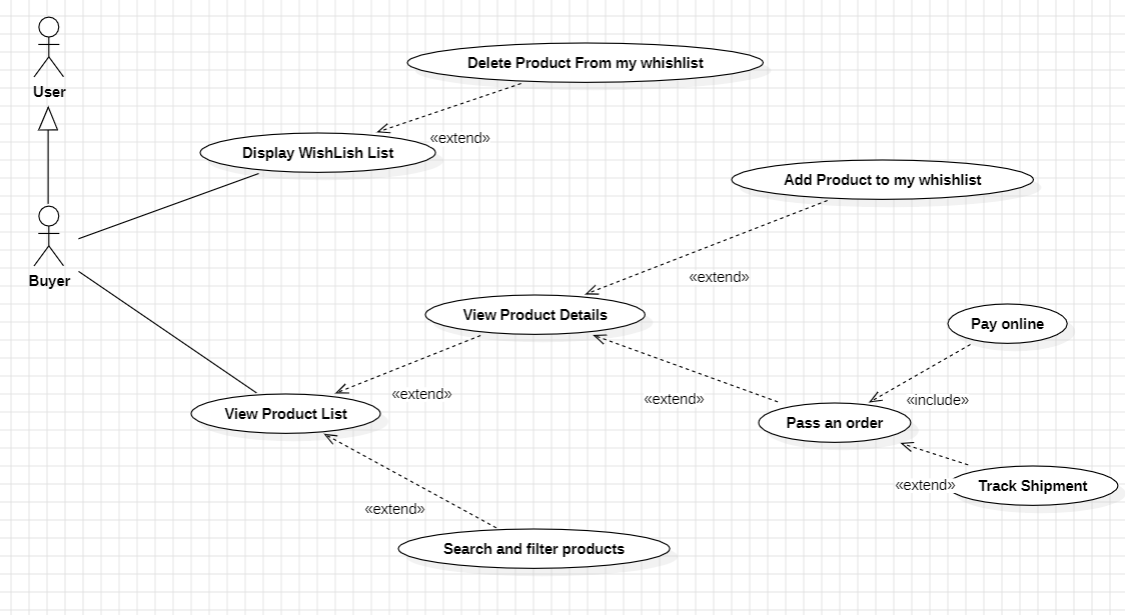 User
Delete Product From my whishlist
«extend»
Display WishLish List
Add Product to my whishlist
Buyer
«extend»
View Product Details
Pay online
«extend»
«extend»
«include»
View Product List
Pass an order
«extend»
Track Shipment
«extend»
Search and filter products